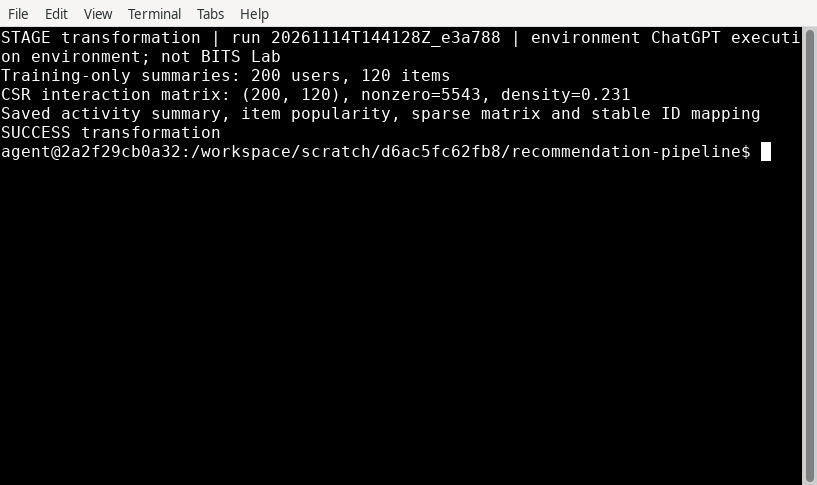 File Edit View Terminal Tabs Help
STAGE transformation | run 20261114T144128Z_e3a788 | environment ChatGPT executi
on environment; not BITS Lab
Training-only summaries: 200 users, 120 items
CSR interaction matrix: (200, 120), nonzero=5543, density=0.231
Saved activity summary, item popularity, sparse matrix and stable ID mapping
SUCCESS transformation
agent@2a2f29cb0a32:/workspace/scratch/d6ac5fc62fb8/recommendation-pipeline$